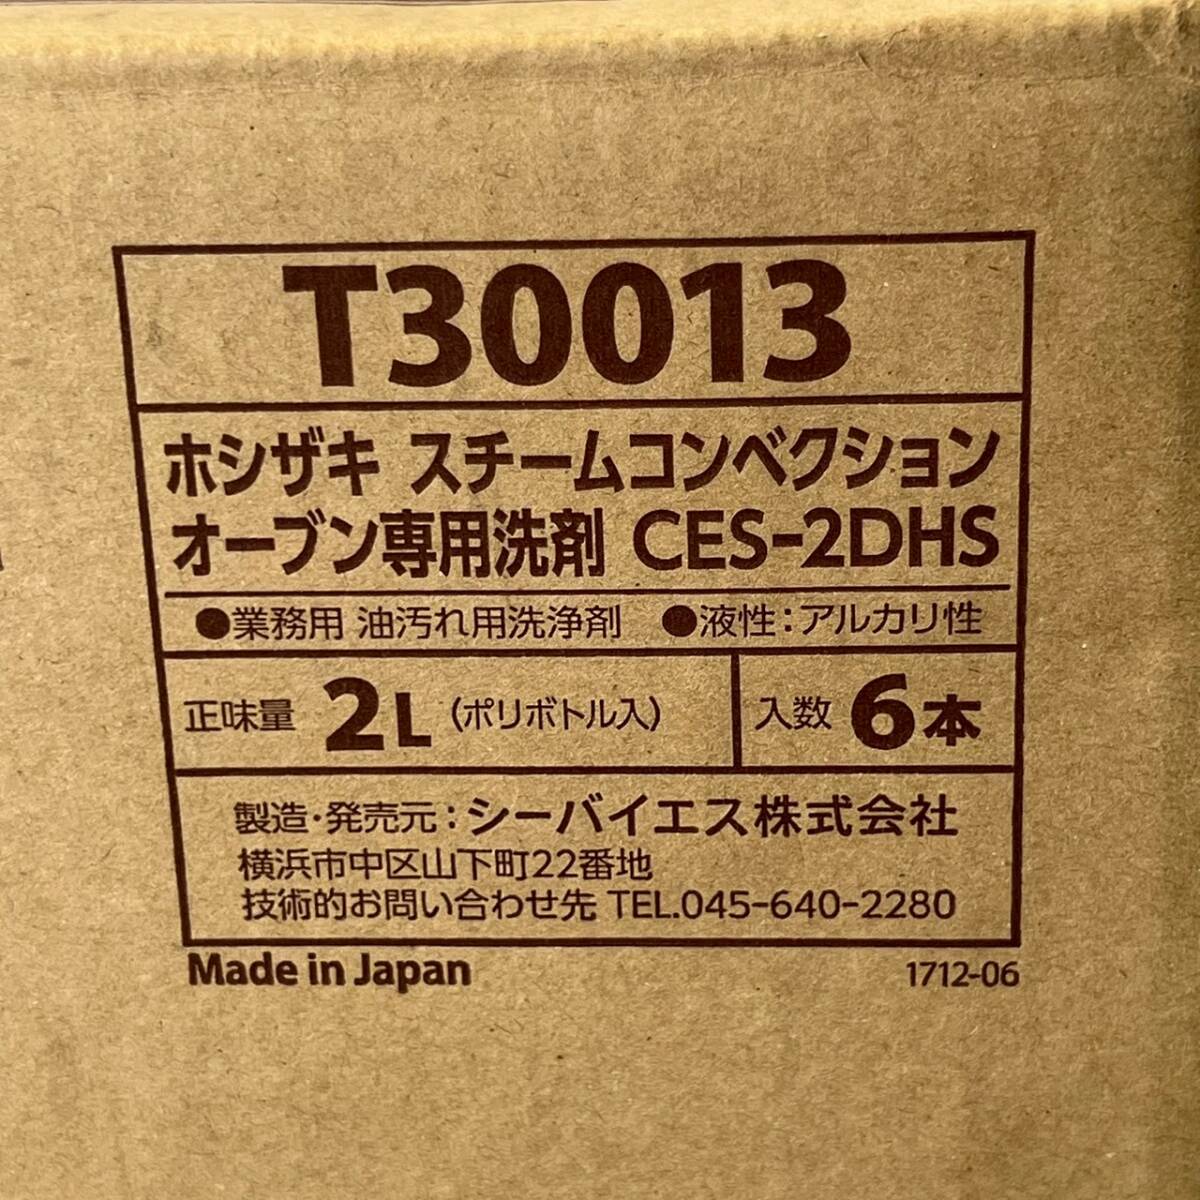 T30013
ホシザキ スチームコンベクション
オーブン専用洗剤 CES-2DHS
●業務用 油汚れ用洗浄剤 ●液性:アルカリ性
正味量 2L (ポリボトル入) 入数 6本
製造・発売元:シーバイエス株式会社
横浜市中区山下町22番地
技術的お問い合わせ先 TEL.045-640-2280
Made in Japan 1712-06